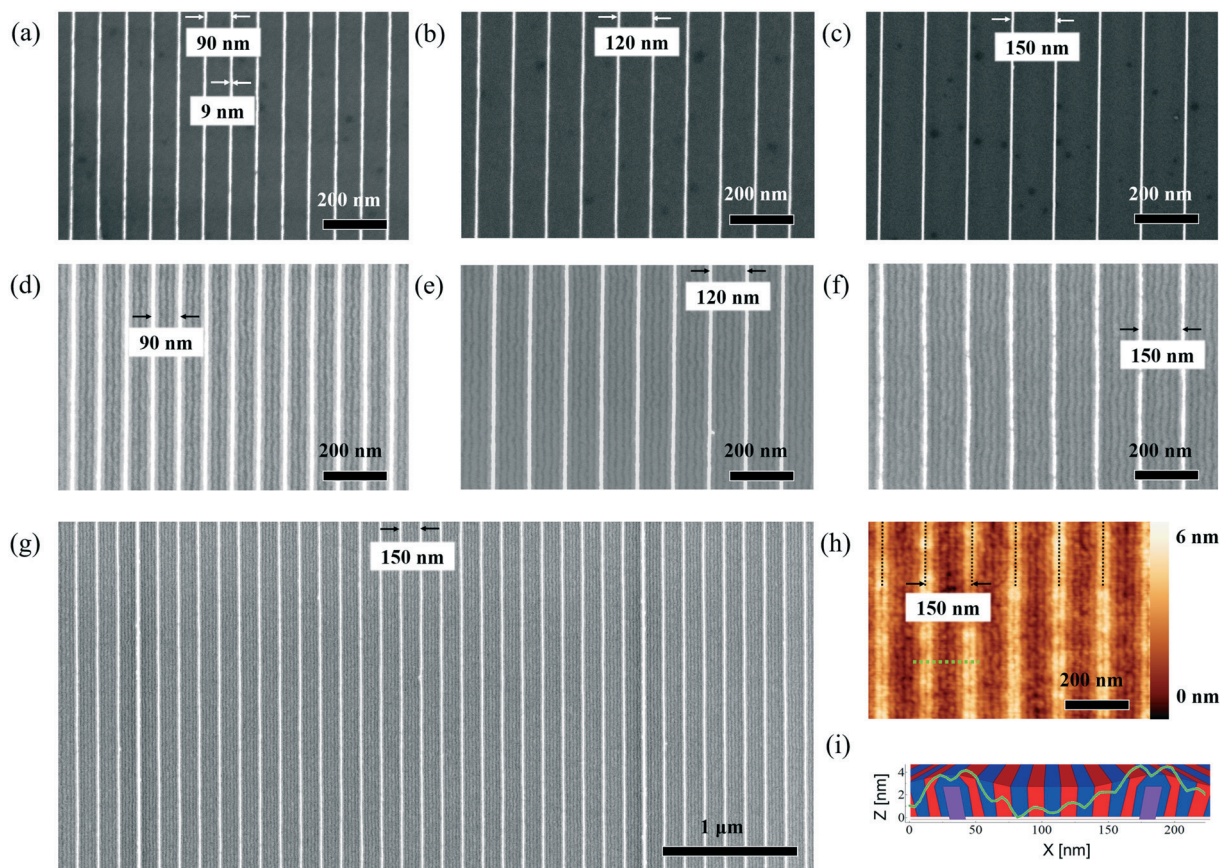 (a)
90 nm
9 nm
200 nm
(b)
120 nm
200 nm
(c)
150 nm
200 nm
(d)
90 nm
200 nm
(e)
120 nm
200 nm
(f)
150 nm
200 nm
(g)
150 nm
1 µm
(h)
150 nm
200 nm
6 nm
0 nm
(i)
Z [nm]
4
2
0
0
50
100
150
200
X [nm]